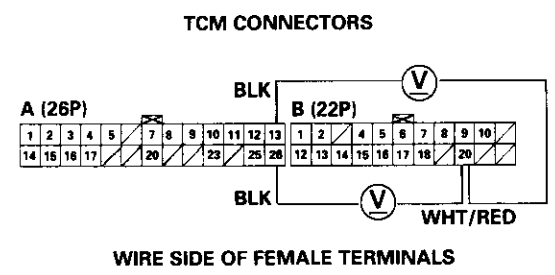 TCM CONNECTORS
BLK
V
A (26P)
B (22P)
1 2 3 4 5 7 8 9 10 11 12 13
1 2 4 5 6 7 8 9 10
14 15 16 17 20 23 25 26
12 13 14 15 16 17 18 20
BLK
V
WHT/RED
WIRE SIDE OF FEMALE TERMINALS